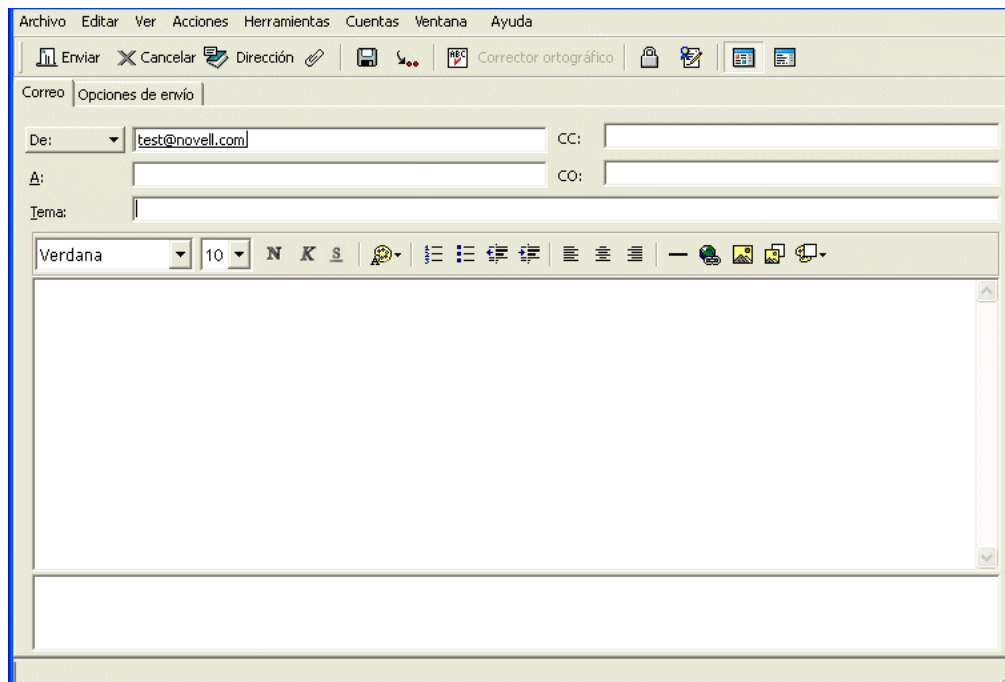 Archivo Editar Ver Acciones Herramientas Cuentas Ventana Ayuda
Enviar Cancelar Dirección ABC Corrector ortográfico
Correo Opciones de envío
De: test@novell.com CC:
A: CO:
Tema:
Verdana 10 N K S